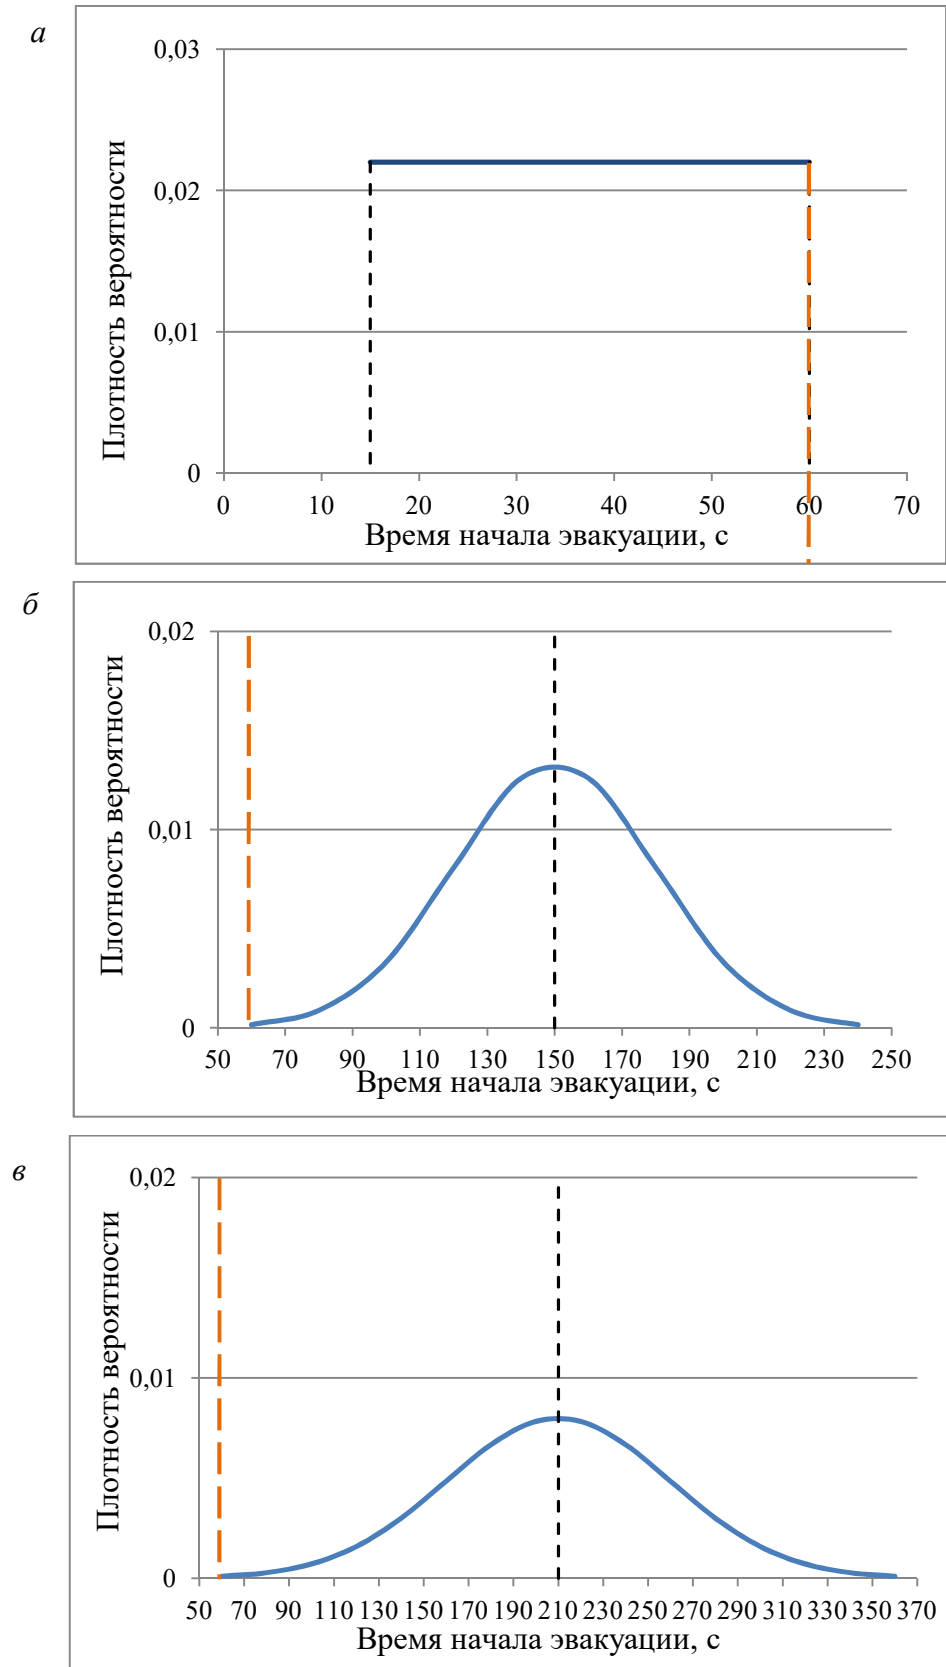 а
0,03
0,02
0,01
0
0 10 20 30 40 50 60 70
Плотность вероятности
Время начала эвакуации, с
б
0,02
0,01
0
50 70 90 110 130 150 170 190 210 230 250
Плотность вероятности
Время начала эвакуации, с
в
0,02
0,01
0
50 70 90 110 130 150 170 190 210 230 250 270 290 310 330 350 370
Плотность вероятности
Время начала эвакуации, с